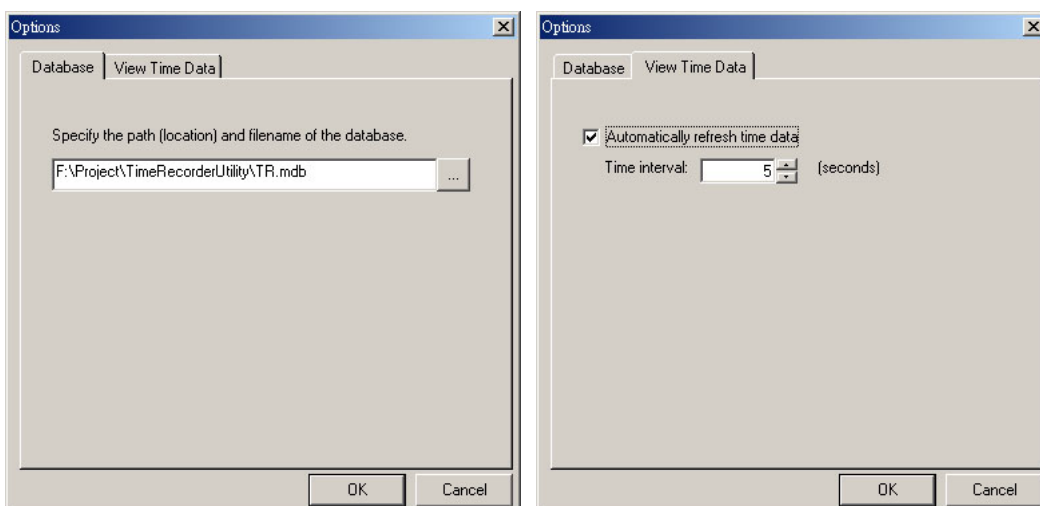 Options
Database View Time Data
Specify the path (location) and filename of the database.
F:\Project\TimeRecorderUtility\TR.mdb ...
OK Cancel
Options
Database View Time Data
Automatically refresh time data
Time interval: 5 (seconds)
OK Cancel